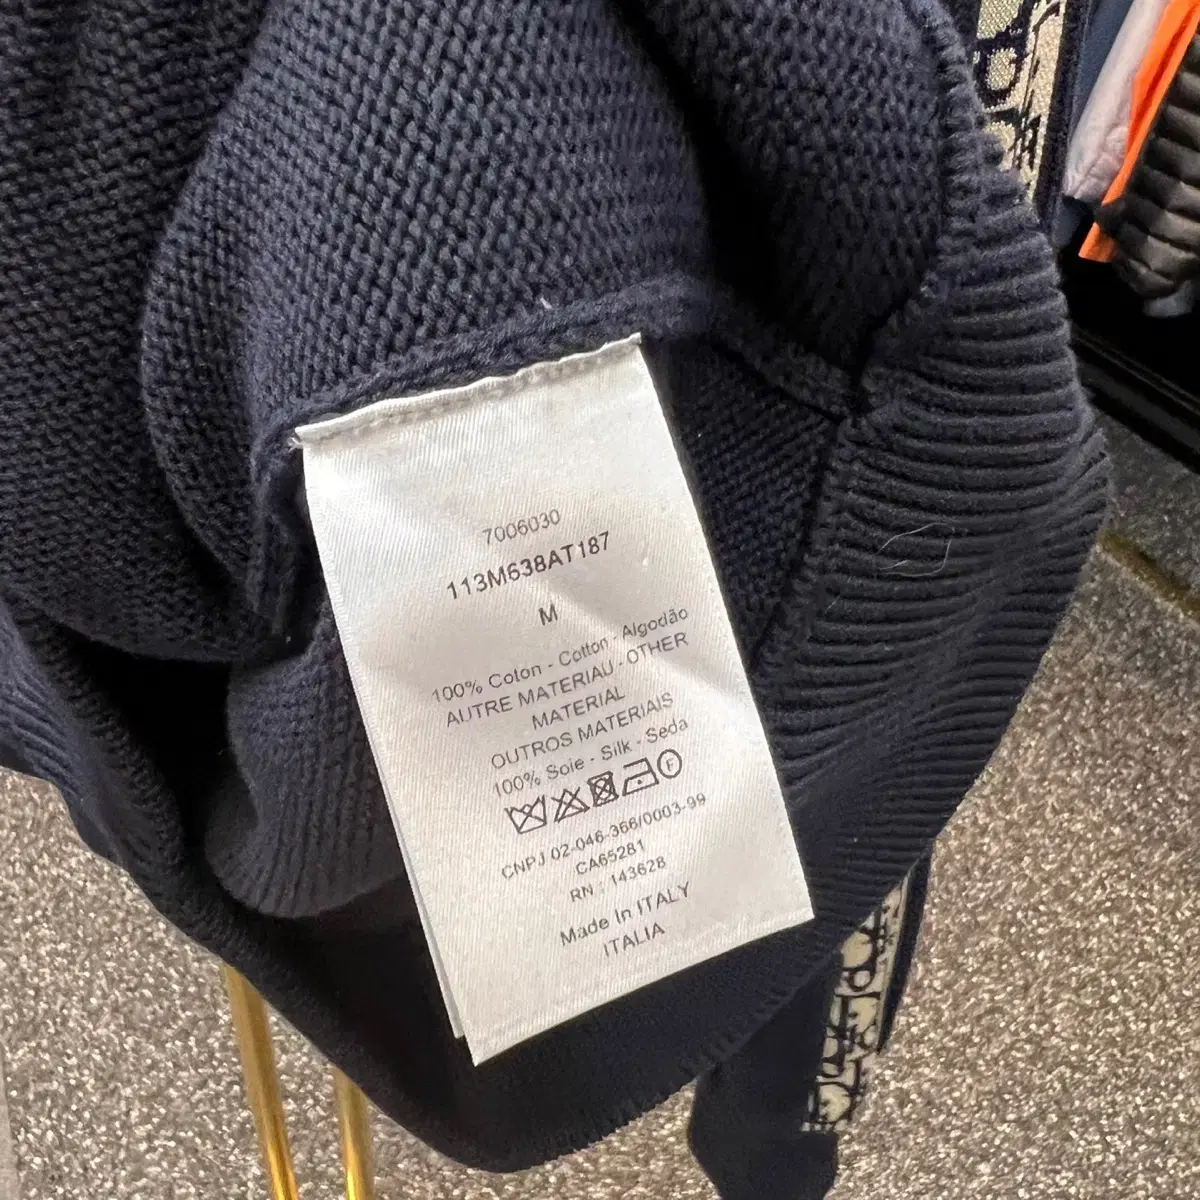 7006030
113M638AT187
M
100% Coton - Cotton - Algodão
AUTRE MATERIAU - OTHER
MATERIAL
OUTROS MATERIAIS
100% Soie - Silk - Seda
F
CNPJ 02-046-366/0003-99
CA65281
RN : 143628
Made In ITALY
ITALIA